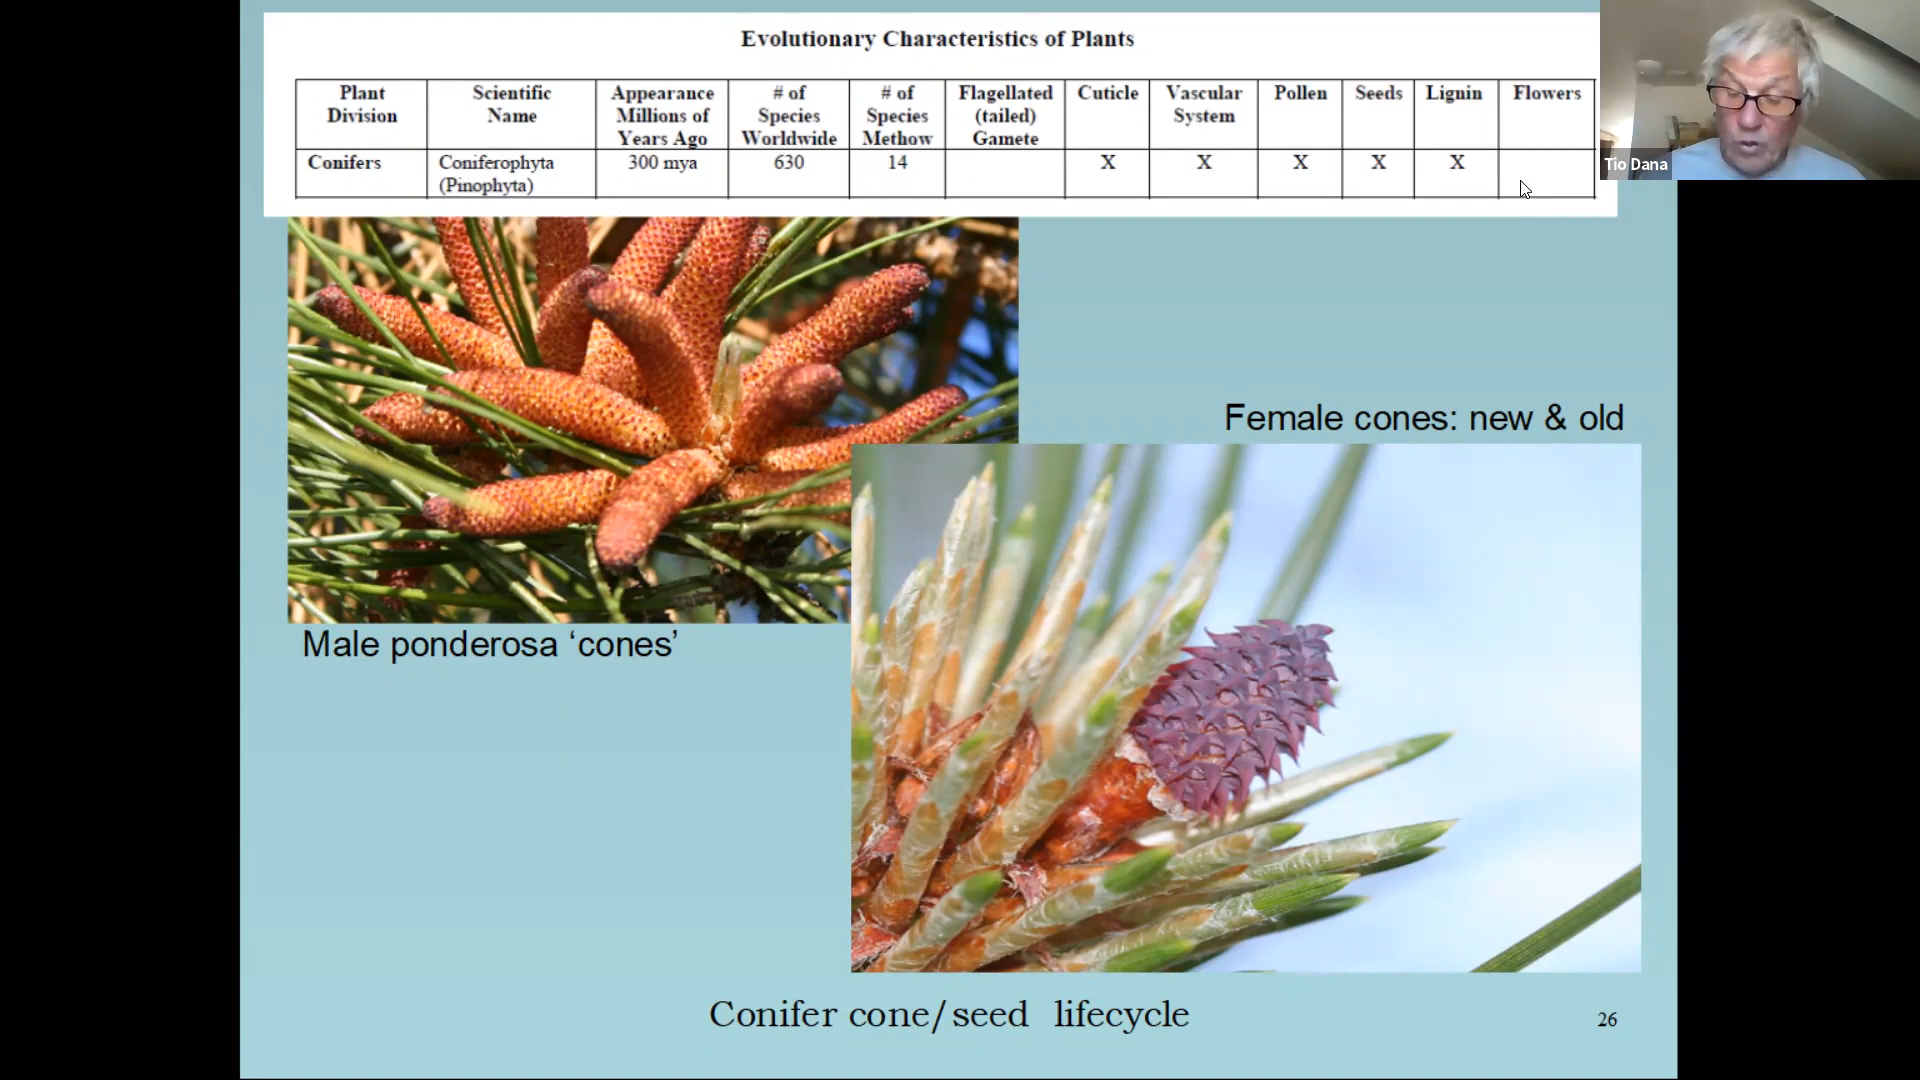 Evolutionary Characteristics of Plants
Plant Division
Scientific Name
Appearance Millions of Years Ago
# of Species Worldwide
# of Species Methow
Flagellated (tailed) Gamete
Cuticle
Vascular System
Pollen
Seeds
Lignin
Flowers
Conifers
Coniferophyta (Pinophyta)
300 mya
630
14
X
X
X
X
X
Tio Dana
Female cones: new & old
Male ponderosa ‘cones’
Conifer cone/seed lifecycle
26